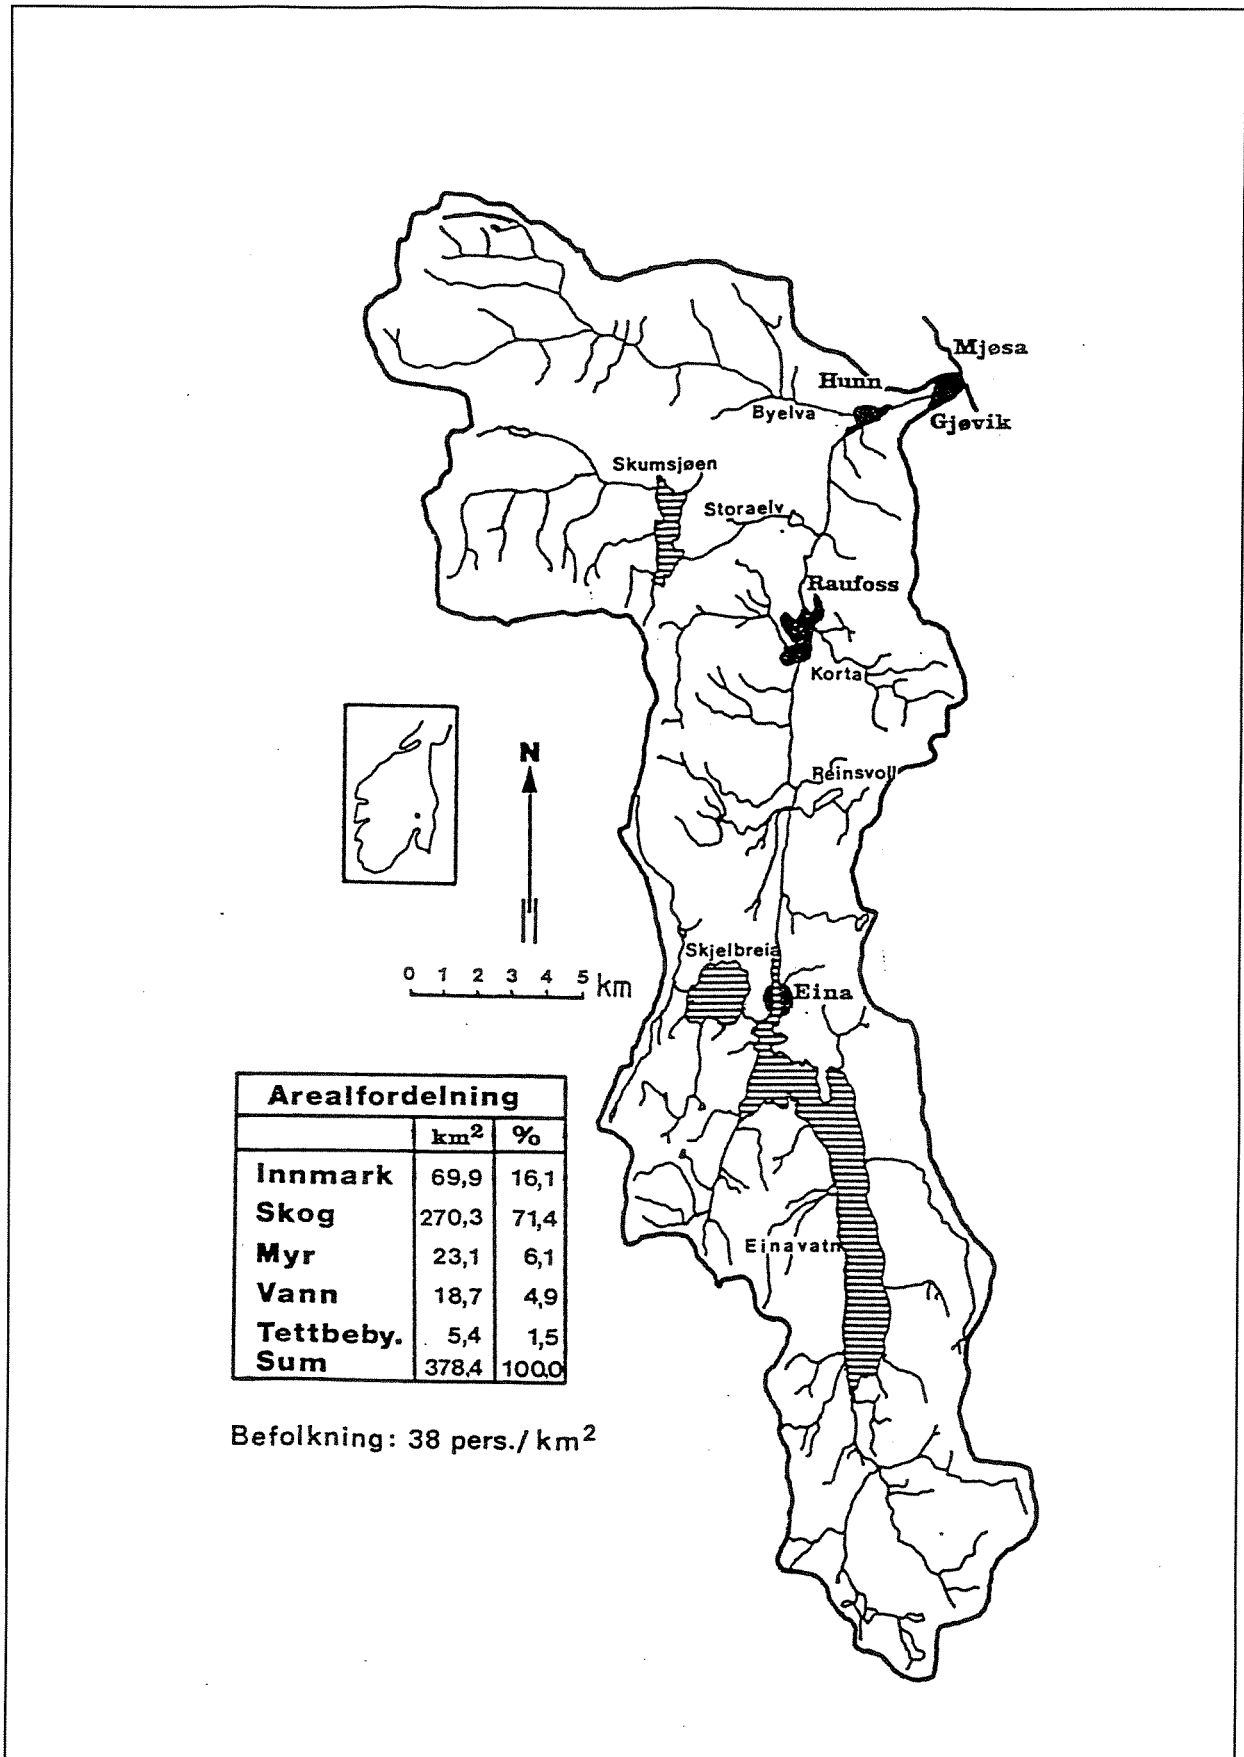 Mjøsa
Hunn
Byelva
Gjøvik
Skumsjøen
Storaelv
Raufoss
Korta
N
Reinsvoll
Skjelbreia
0 1 2 3 4 5 km
Eina
Arealfordelning
km² %
Innmark 69,9 16,1
Skog 270,3 71,4
Myr 23,1 6,1
Vann 18,7 4,9
Tettbeby. 5,4 1,5
Sum 378,4 100,0
Einavatn
Befolkning: 38 pers./km²